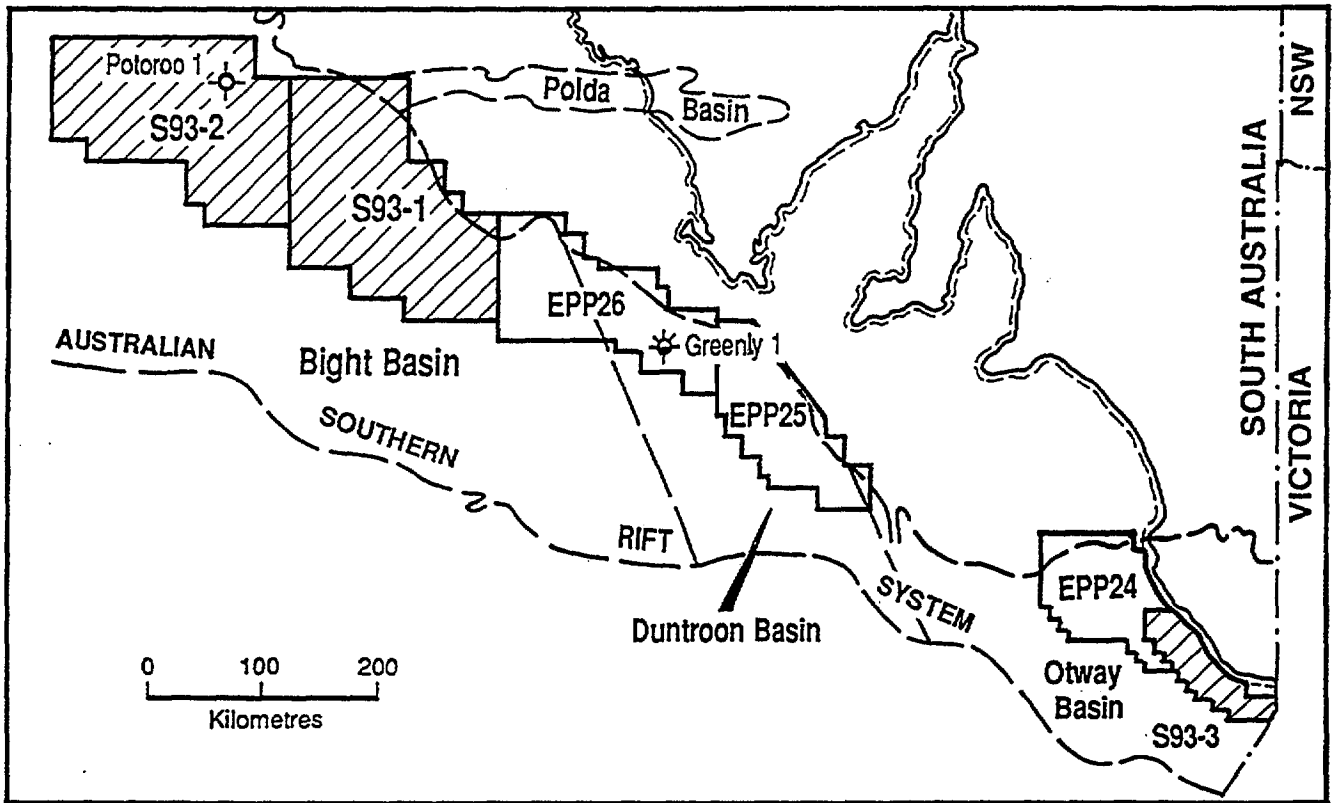 Potoroo 1
S93-2
Polda
Basin
S93-1
EPP26
Greenly 1
EPP25
AUSTRALIAN
SOUTHERN
RIFT
SYSTEM
Bight Basin
Duntroon Basin
EPP24
Otway
Basin
S93-3
SOUTH AUSTRALIA
NSW
VICTORIA
0 100 200
Kilometres